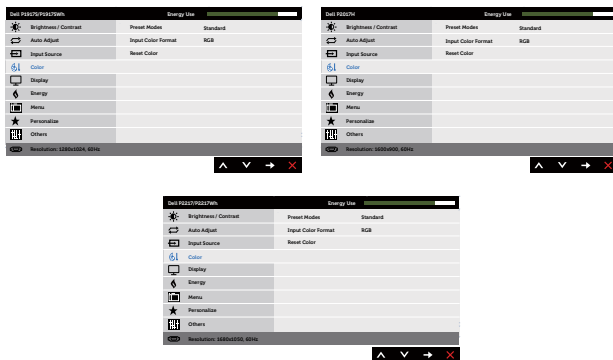 Dell P1917S/P1917SWh Energy Use
Brightness / Contrast Preset Modes Standard
Auto Adjust Input Color Format RGB
Input Source Reset Color
Color
Display
Energy
Menu
Personalize
Others
Resolution: 1280x1024, 60Hz
Dell P2017H Energy Use
Brightness / Contrast Preset Modes Standard
Auto Adjust Input Color Format RGB
Input Source Reset Color
Color
Display
Energy
Menu
Personalize
Others
Resolution: 1600x900, 60Hz
Dell P2217/P2217Wh Energy Use
Brightness / Contrast Preset Modes Standard
Auto Adjust Input Color Format RGB
Input Source Reset Color
Color
Display
Energy
Menu
Personalize
Others
Resolution: 1680x1050, 60Hz